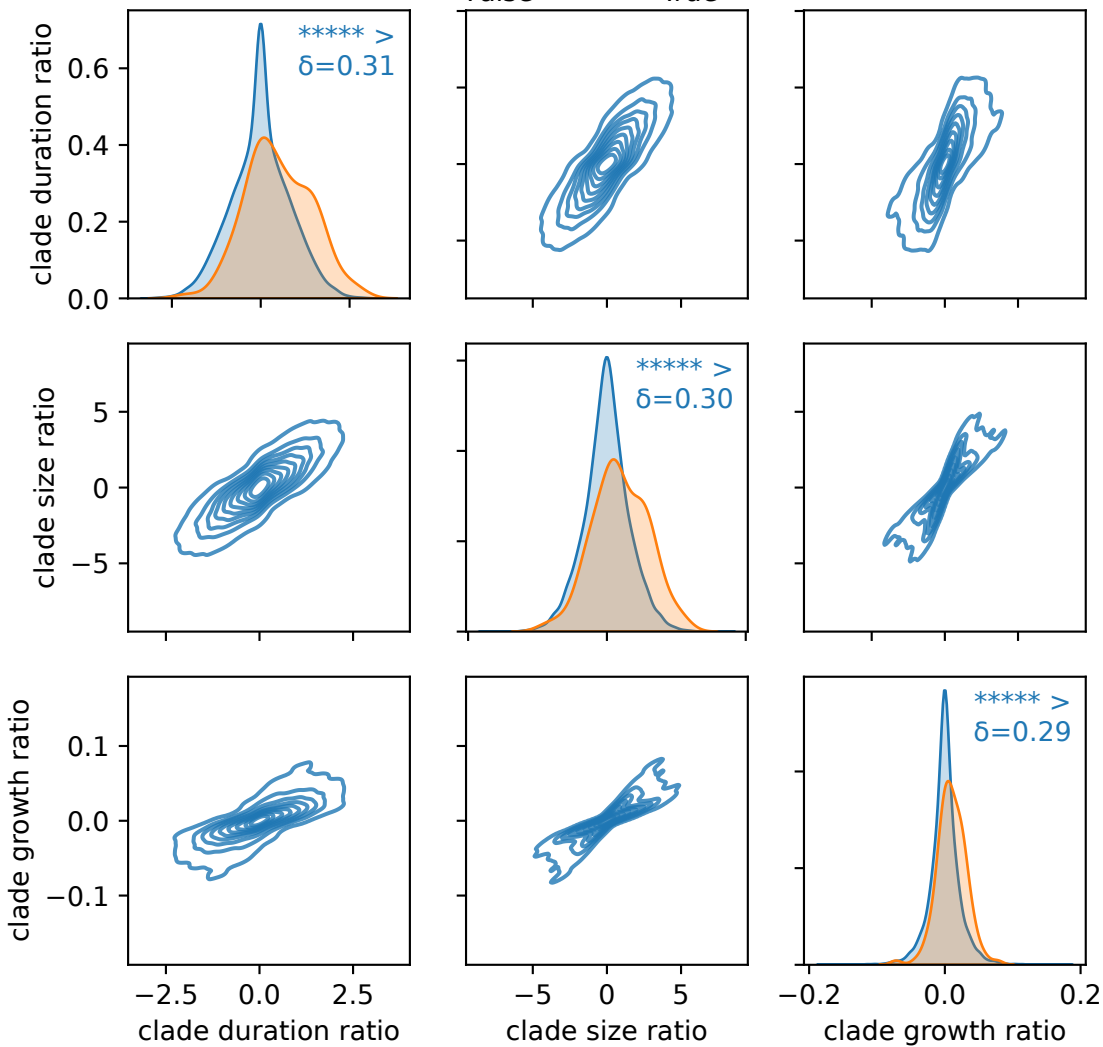 clade duration ratio
0.6
0.4
0.2
0.0
***** >
δ=0.31
clade size ratio
5
0
−5
***** >
δ=0.30
clade growth ratio
0.1
0.0
−0.1
***** >
δ=0.29
−2.5 0.0 2.5
−5 0 5
−0.2 0.0 0.2
clade duration ratio
clade size ratio
clade growth ratio